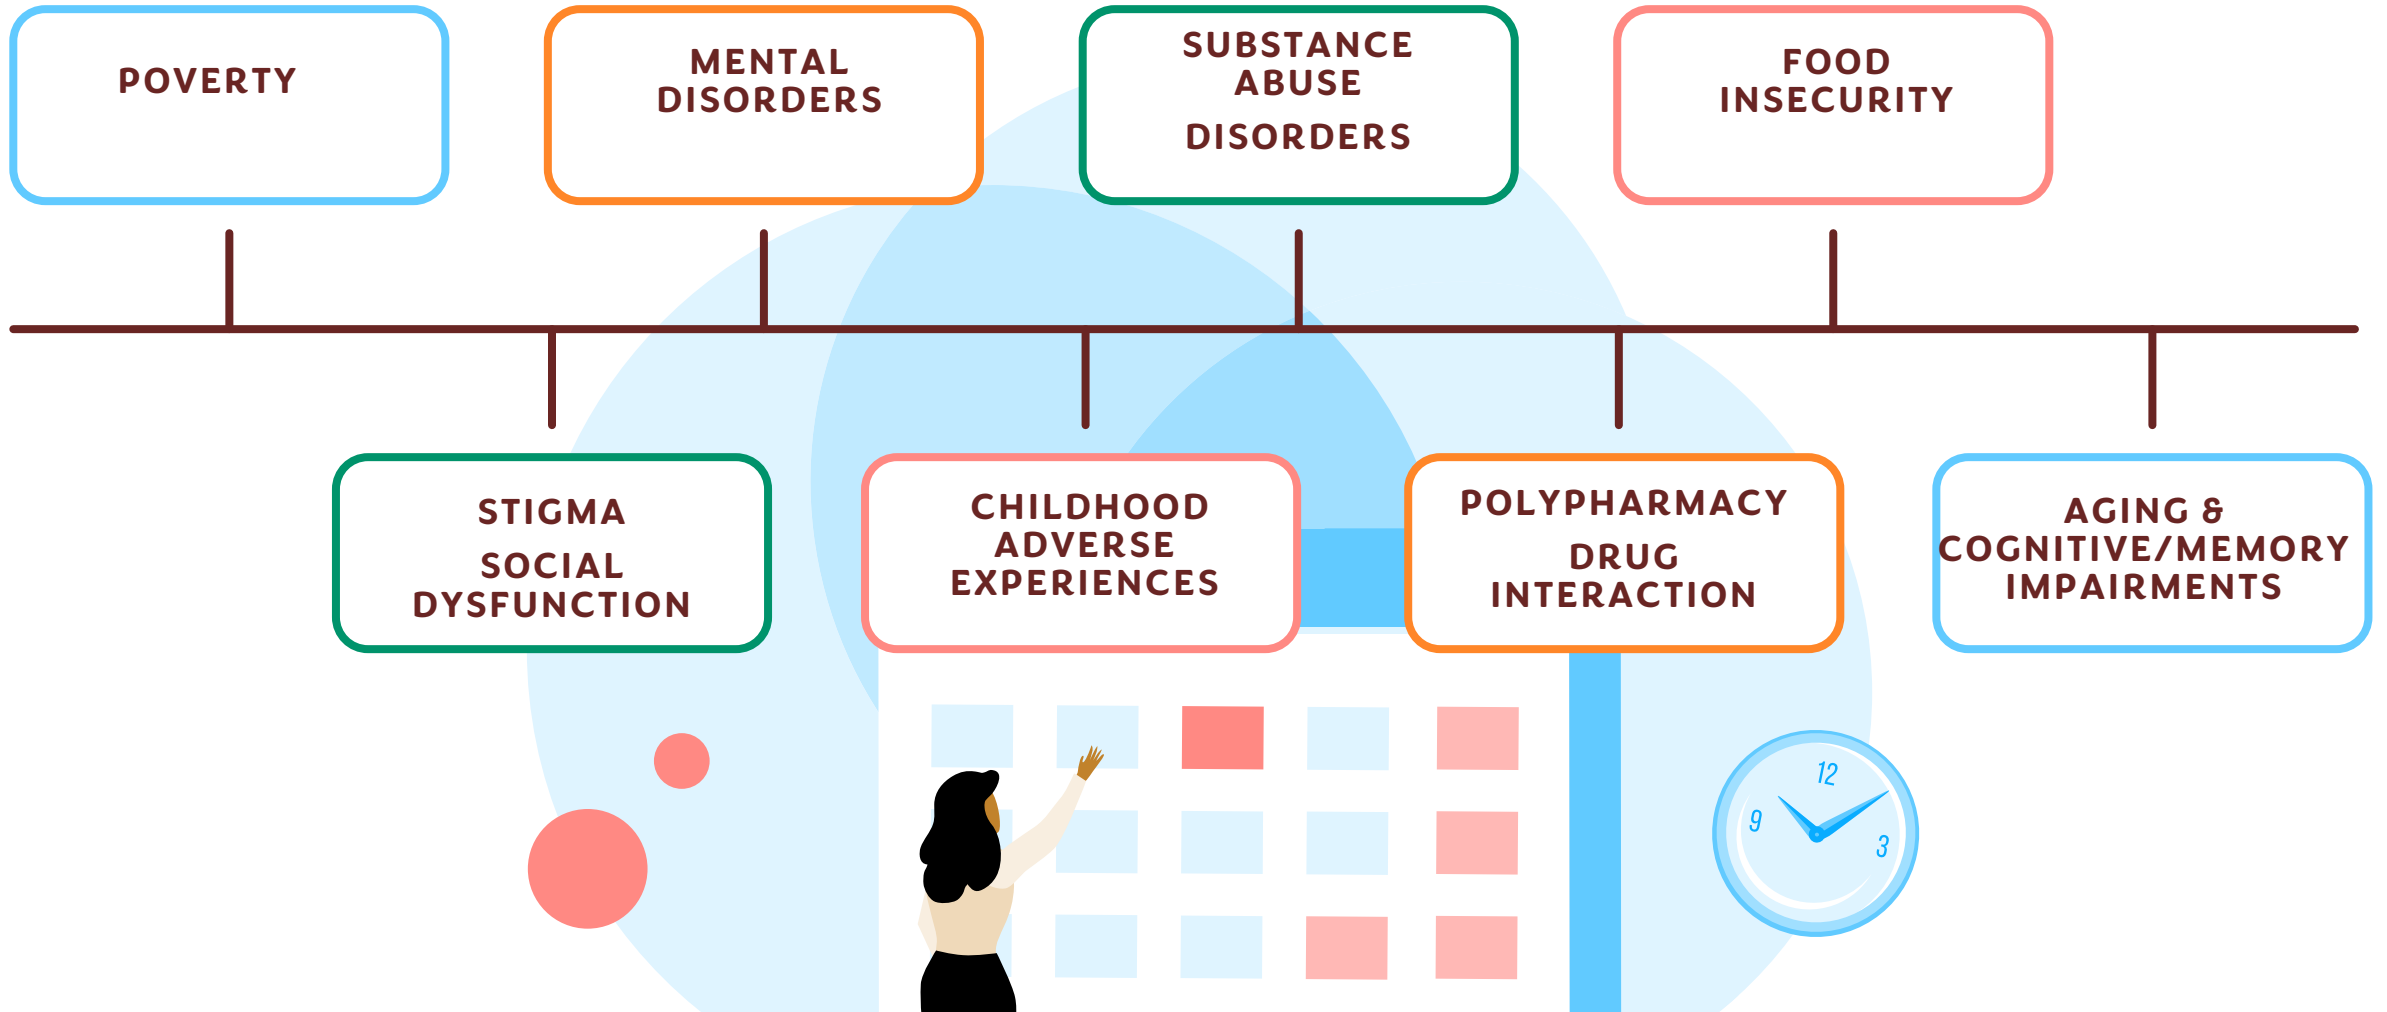 POVERTY
MENTAL
DISORDERS
SUBSTANCE
ABUSE
DISORDERS
FOOD
INSECURITY
STIGMA
SOCIAL
DYSFUNCTION
CHILDHOOD
ADVERSE
EXPERIENCES
POLYPHARMACY
DRUG
INTERACTION
AGING &
COGNITIVE/MEMORY
IMPAIRMENTS
12
9
3